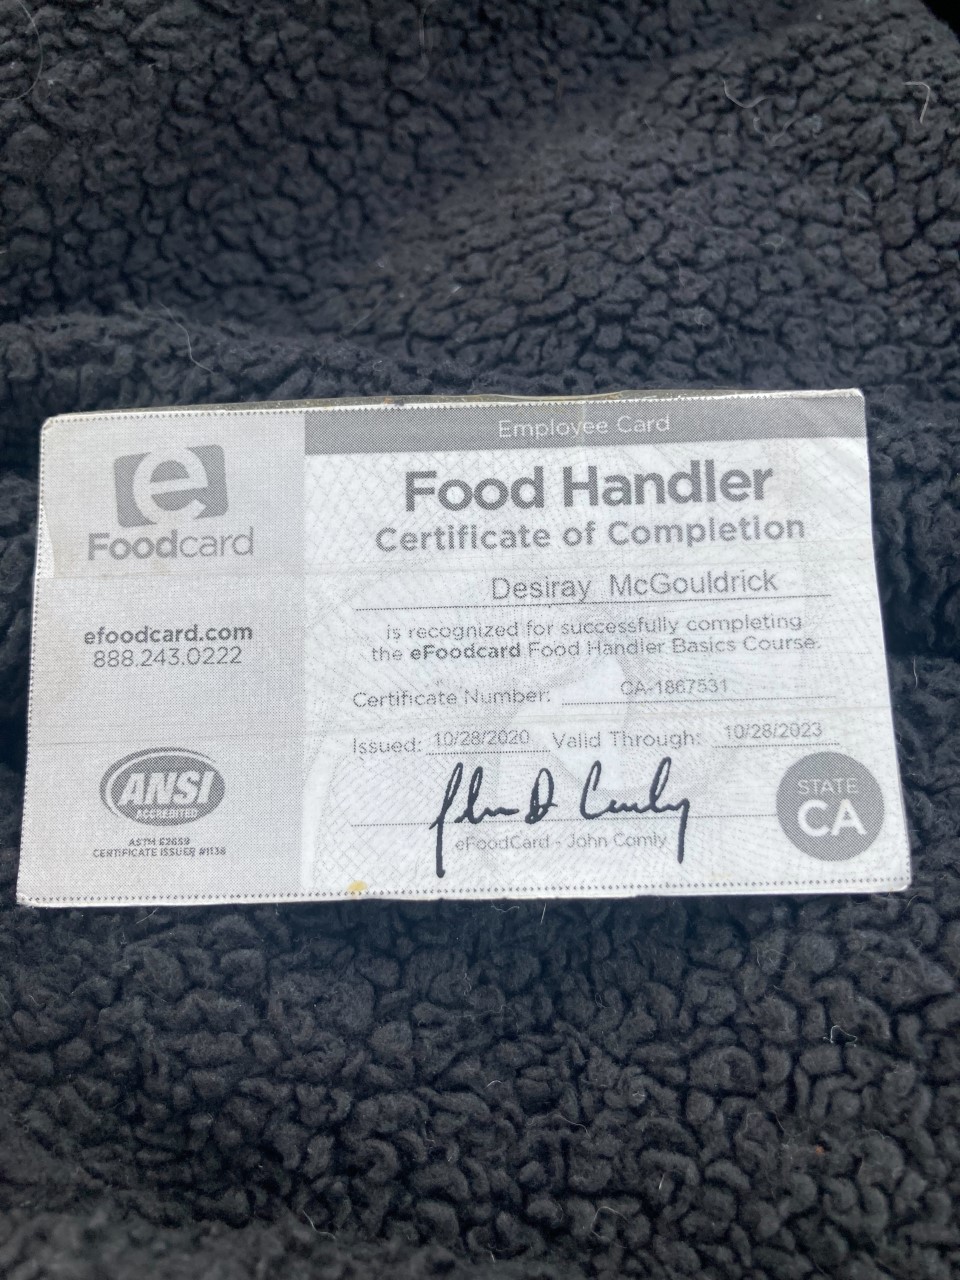 Employee Card
e
Foodcard
efoodcard.com
888.243.0222
ANSI
ACCREDITED
ASTM E2659
CERTIFICATE ISSUER #1138
Food Handler
Certificate of Completion
Desiray McGouldrick
is recognized for successfully completing
the eFoodcard Food Handler Basics Course.
Certificate Number: CA-1867531
Issued: 10/28/2020 Valid Through: 10/28/2023
John D Comly
eFoodCard - John Comly
STATE
CA